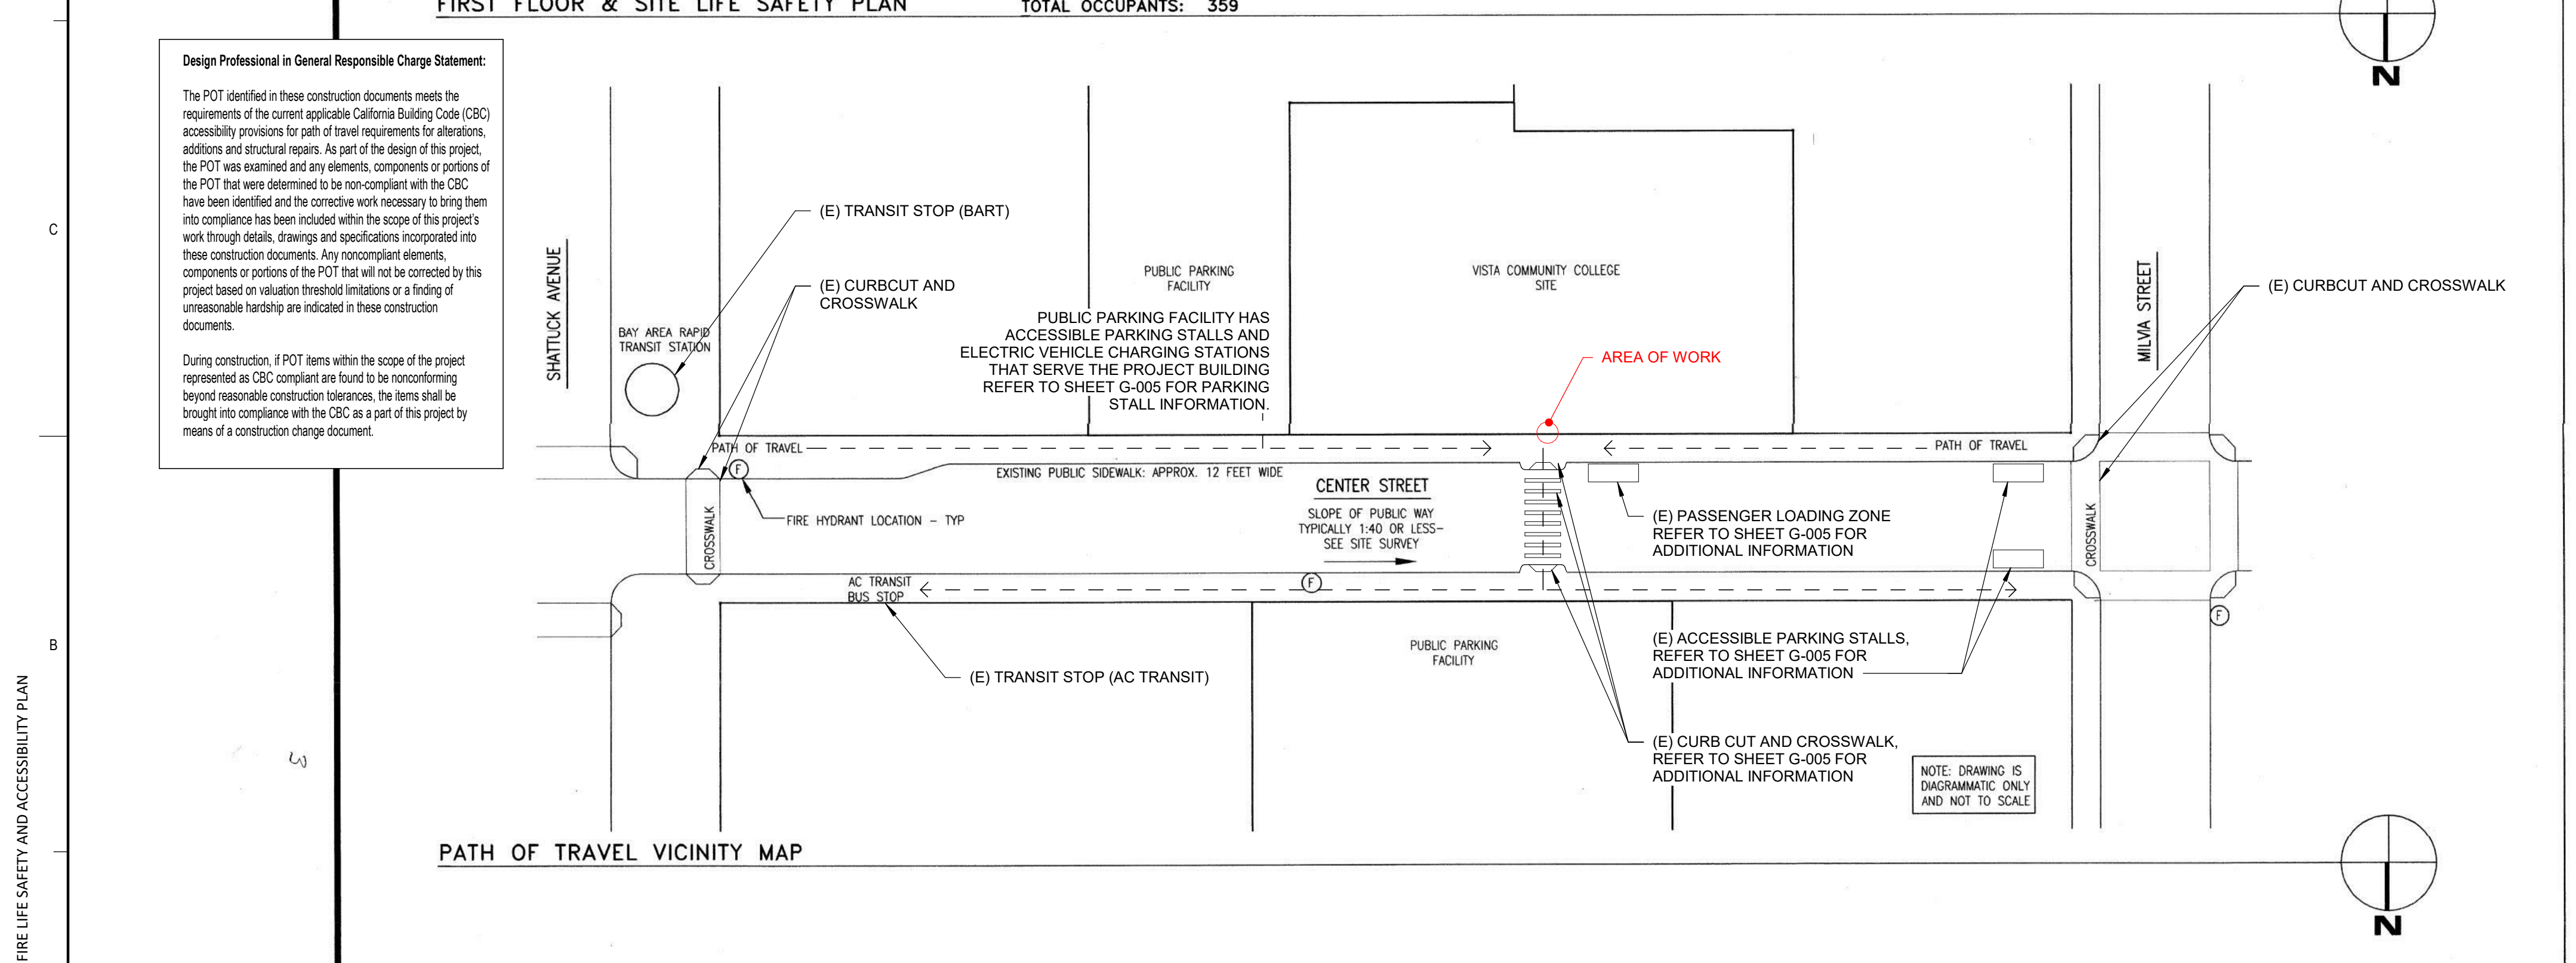 FIRST FLOOR & SITE LIFE SAFETY PLAN
TOTAL OCCUPANTS: 359
N
Design Professional in General Responsible Charge Statement:
The POT identified in these construction documents meets the
requirements of the current applicable California Building Code (CBC)
accessibility provisions for path of travel requirements for alterations,
additions and structural repairs. As part of the design of this project,
the POT was examined and any elements, components or portions of
the POT that were determined to be non-compliant with the CBC
have been identified and the corrective work necessary to bring them
into compliance has been included within the scope of this project's
work through details, drawings and specifications incorporated into
these construction documents. Any noncompliant elements,
components or portions of the POT that will not be corrected by this
project based on valuation threshold limitations or a finding of
unreasonable hardship are indicated in these construction
documents.
During construction, if POT items within the scope of the project
represented as CBC compliant are found to be nonconforming
beyond reasonable construction tolerances, the items shall be
brought into compliance with the CBC as a part of this project by
means of a construction change document.
C
B
FIRE LIFE SAFETY AND ACCESSIBILITY PLAN
3
SHATTUCK AVENUE
(E) TRANSIT STOP (BART)
(E) CURBCUT AND
CROSSWALK
BAY AREA RAPID
TRANSIT STATION
PUBLIC PARKING
FACILITY
PUBLIC PARKING FACILITY HAS
ACCESSIBLE PARKING STALLS AND
ELECTRIC VEHICLE CHARGING STATIONS
THAT SERVE THE PROJECT BUILDING
REFER TO SHEET G-005 FOR PARKING
STALL INFORMATION.
VISTA COMMUNITY COLLEGE
SITE
AREA OF WORK
MILVIA STREET
(E) CURBCUT AND CROSSWALK
PATH OF TRAVEL
PATH OF TRAVEL
F
EXISTING PUBLIC SIDEWALK: APPROX. 12 FEET WIDE
FIRE HYDRANT LOCATION - TYP
CROSSWALK
CENTER STREET
SLOPE OF PUBLIC WAY
TYPICALLY 1:40 OR LESS-
SEE SITE SURVEY
(E) PASSENGER LOADING ZONE
REFER TO SHEET G-005 FOR
ADDITIONAL INFORMATION
CROSSWALK
AC TRANSIT
BUS STOP
F
F
(E) TRANSIT STOP (AC TRANSIT)
PUBLIC PARKING
FACILITY
(E) ACCESSIBLE PARKING STALLS,
REFER TO SHEET G-005 FOR
ADDITIONAL INFORMATION
(E) CURB CUT AND CROSSWALK,
REFER TO SHEET G-005 FOR
ADDITIONAL INFORMATION
NOTE: DRAWING IS
DIAGRAMMATIC ONLY
AND NOT TO SCALE
PATH OF TRAVEL VICINITY MAP
N